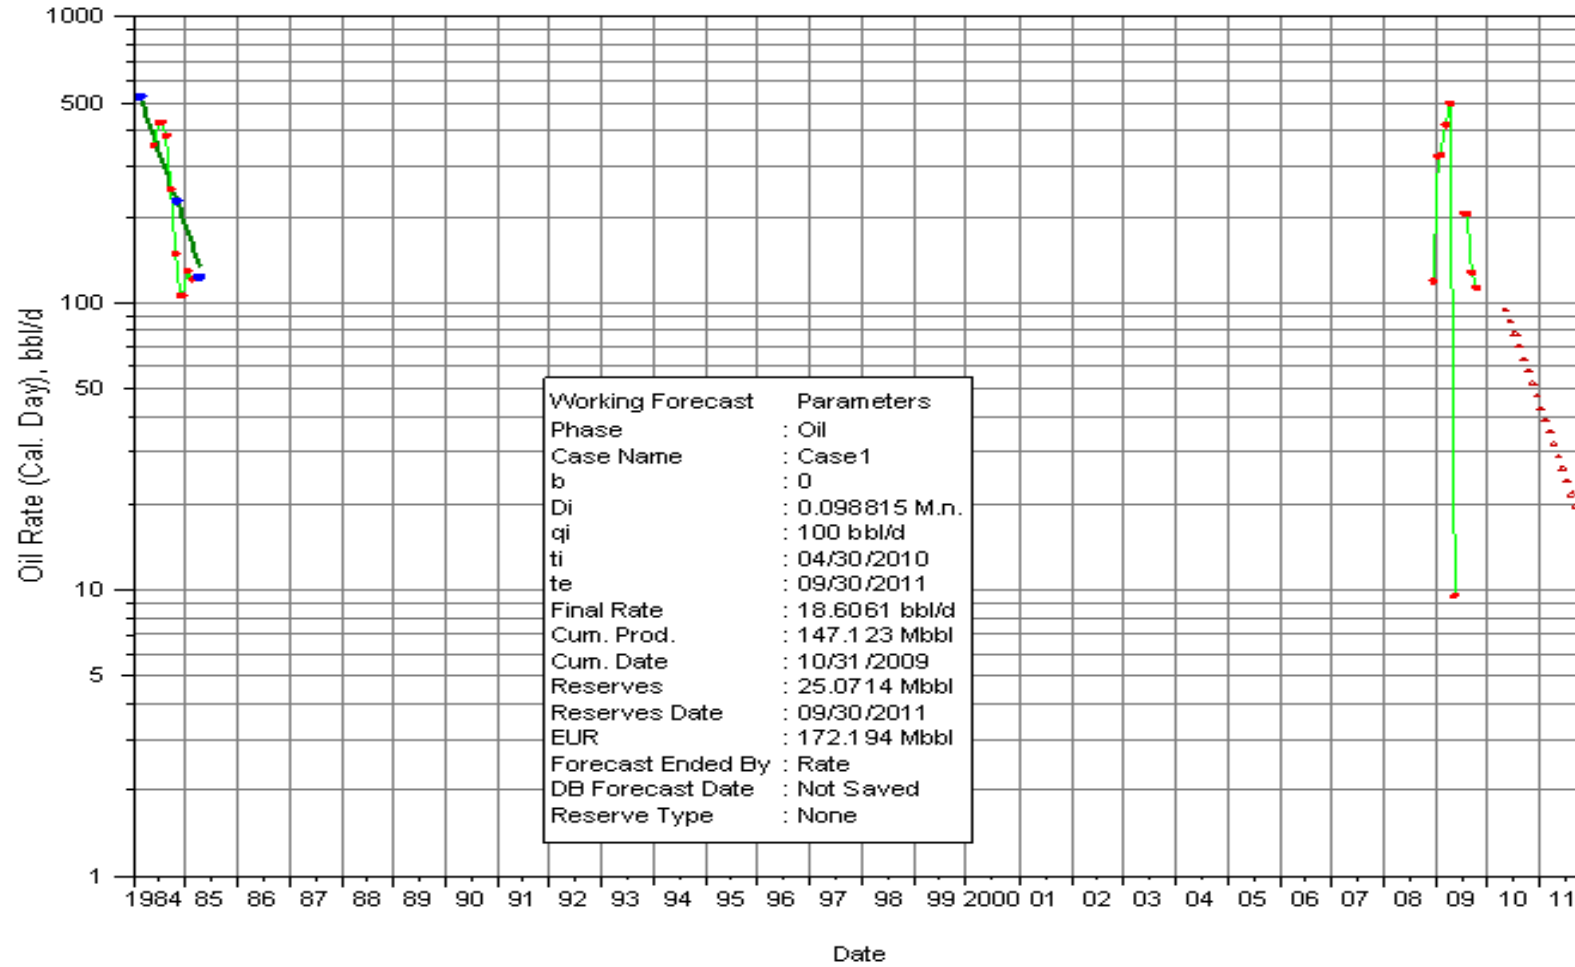 1000
500
100
50
10
5
1
Oil Rate (Cal. Day), bbl/d
Working Forecast Parameters
Phase : Oil
Case Name : Case1
b : 0
Di : 0.098815 M.n.
qi : 100 bbl/d
ti : 04/30/2010
te : 09/30/2011
Final Rate : 18.6061 bbl/d
Cum. Prod. : 147.123 Mbbl
Cum. Date : 10/31/2009
Reserves : 25.0714 Mbbl
Reserves Date : 09/30/2011
EUR : 172.194 Mbbl
Forecast Ended By : Rate
DB Forecast Date : Not Saved
Reserve Type : None
1984 85 86 87 88 89 90 91 92 93 94 95 96 97 98 99 2000 01 02 03 04 05 06 07 08 09 10 11
Date